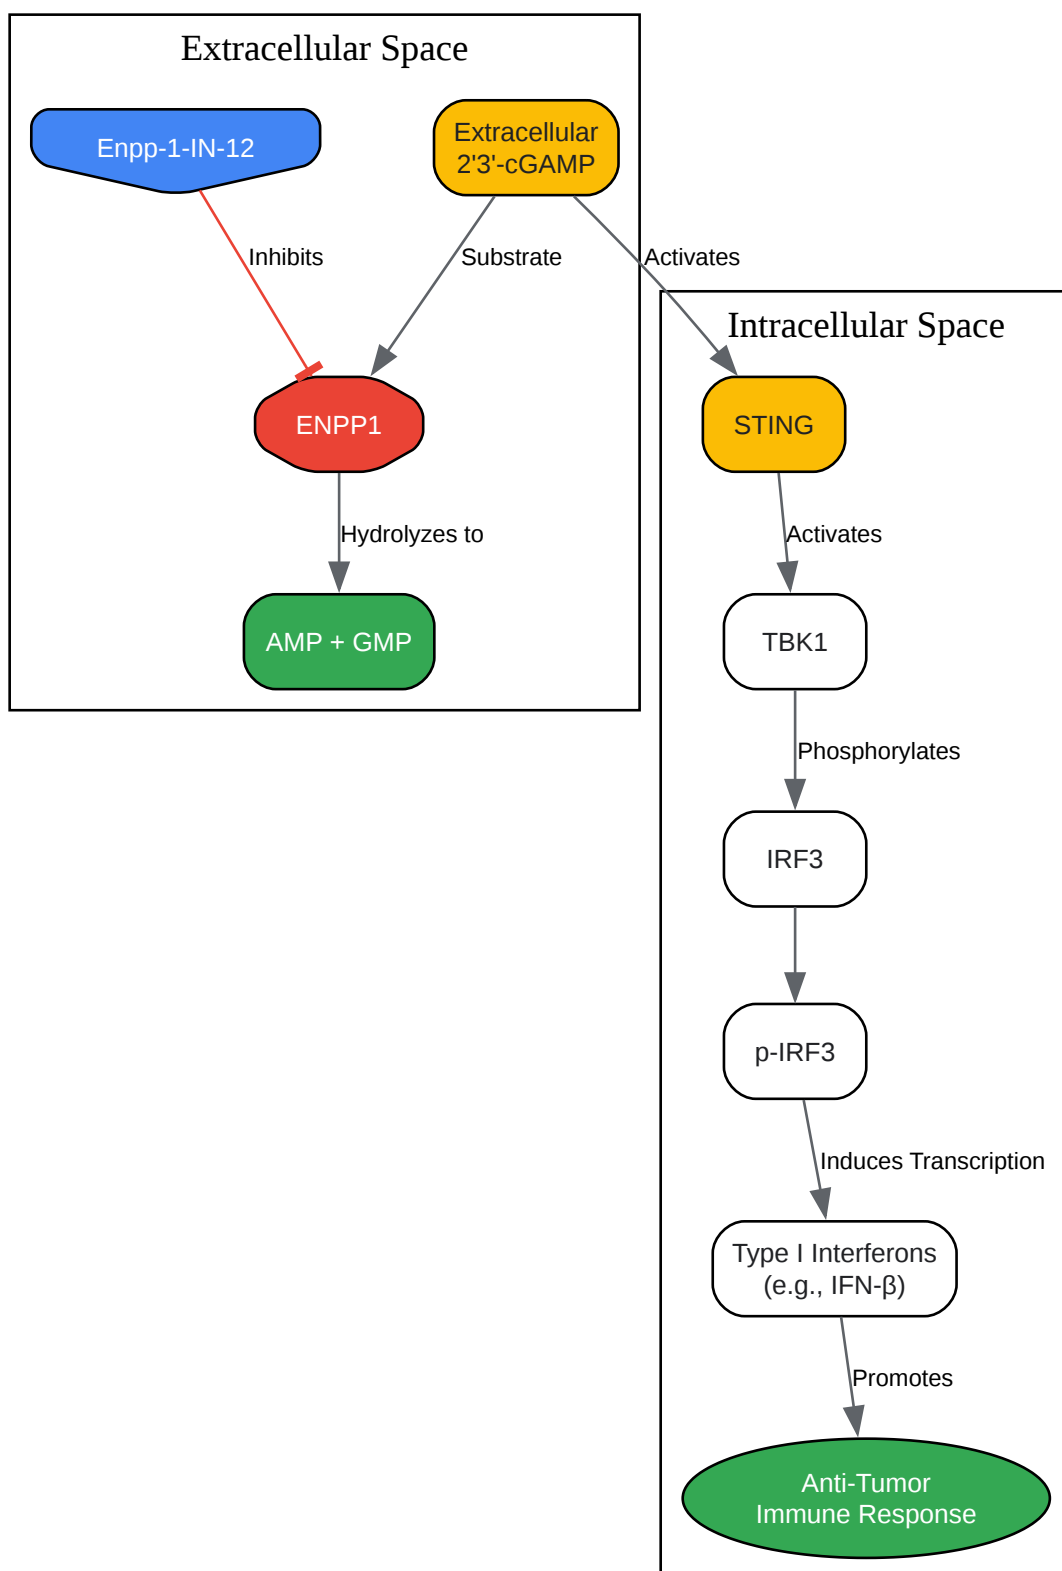 Extracellular Space
Enpp-1-IN-12
Extracellular
2'3'-cGAMP
Inhibits
Substrate
Activates
Intracellular Space
ENPP1
STING
Hydrolyzes to
Activates
AMP + GMP
TBK1
Phosphorylates
IRF3
p-IRF3
Induces Transcription
Type I Interferons
(e.g., IFN-β)
Promotes
Anti-Tumor
Immune Response